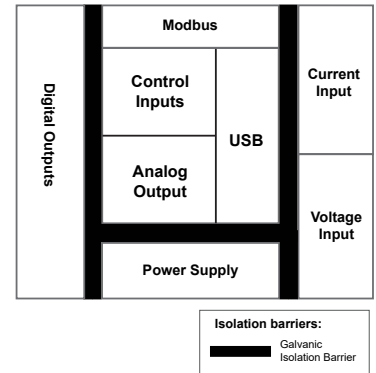 Modbus
Digital Outputs
Control
Inputs
USB
Analog
Output
Current
Input
Voltage
Input
Power Supply
Isolation barriers:
Galvanic
Isolation Barrier